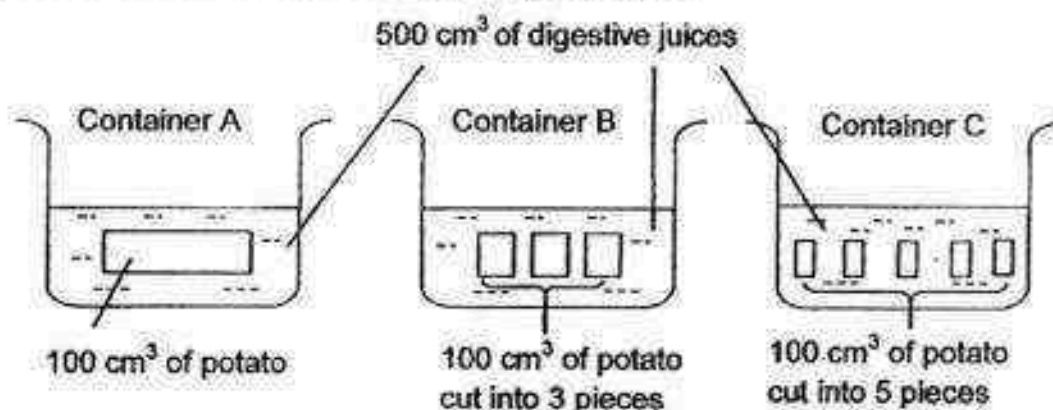 500 cm³ of digestive juices
Container A
Container B
Container C
100 cm³ of potato
100 cm³ of potato
cut into 3 pieces
100 cm³ of potato
cut into 5 pieces